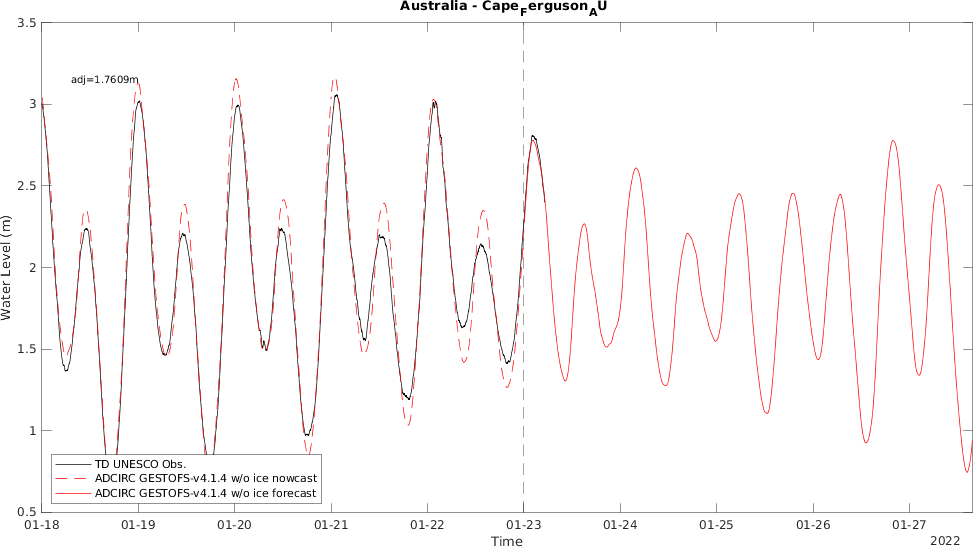 Australia - CapeFergusonAU
3.5
adj=1.7609m
3
2.5
2
1.5
1
0.5
Water Level (m)
TD UNESCO Obs.
ADCIRC GESTOFS-v4.1.4 w/o ice nowcast
ADCIRC GESTOFS-v4.1.4 w/o ice forecast
01-18 01-19 01-20 01-21 01-22 01-23 01-24 01-25 01-26 01-27
Time
2022